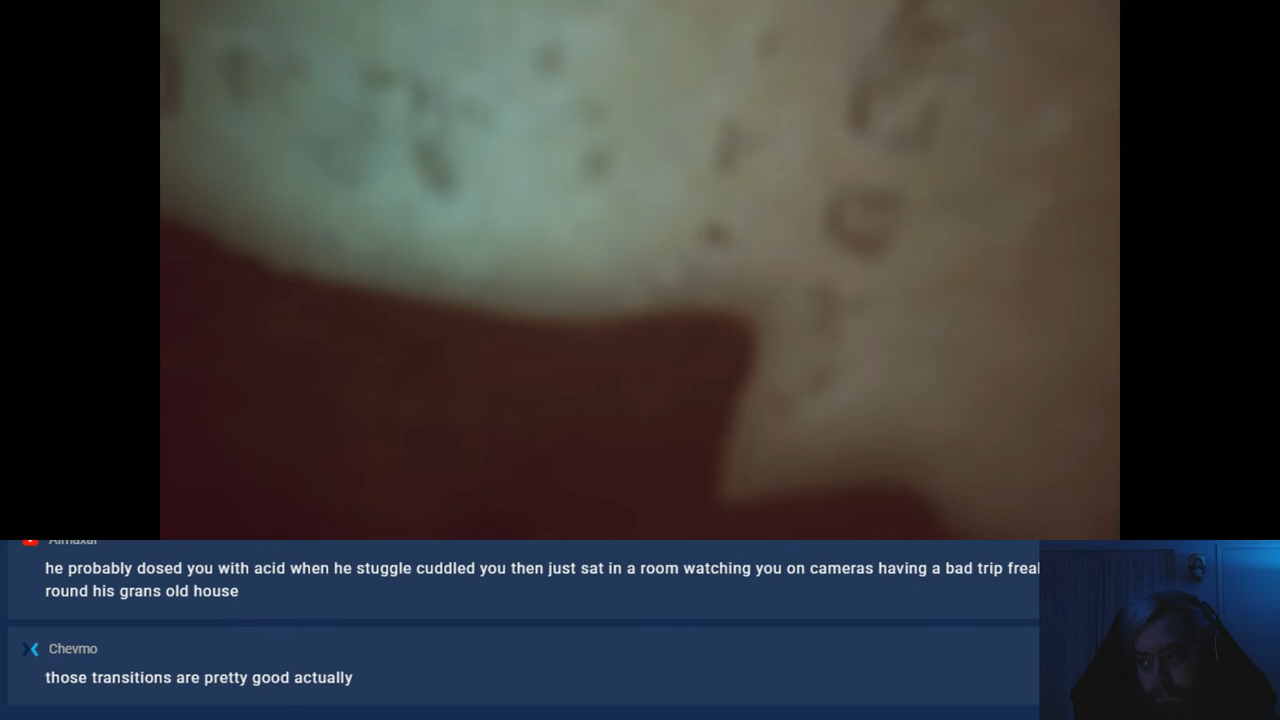 he probably dosed you with acid when he stuggle cuddled you then just sat in a room watching you on cameras having a bad trip freal
round his grans old house
Chevmo
those transitions are pretty good actually